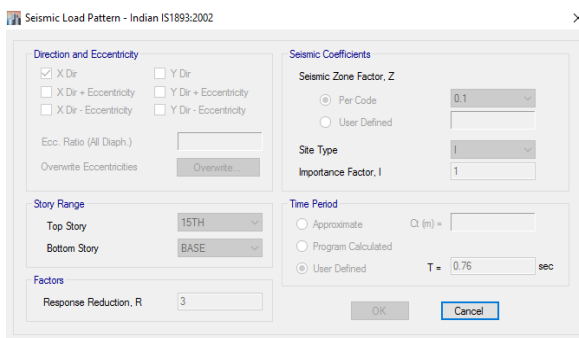 Seismic Load Pattern - Indian IS1893:2002
Direction and Eccentricity
X Dir
Y Dir
X Dir + Eccentricity
Y Dir + Eccentricity
X Dir - Eccentricity
Y Dir - Eccentricity
Ecc. Ratio (All Diaph.)
Overwrite Eccentricities
Overwrite...
Story Range
Top Story
15TH
Bottom Story
BASE
Factors
Response Reduction, R
3
Seismic Coefficients
Seismic Zone Factor, Z
Per Code
0.1
User Defined
Site Type
I
Importance Factor, I
1
Time Period
Approximate
Ct (m) =
Program Calculated
User Defined
T =
0.76
sec
OK
Cancel